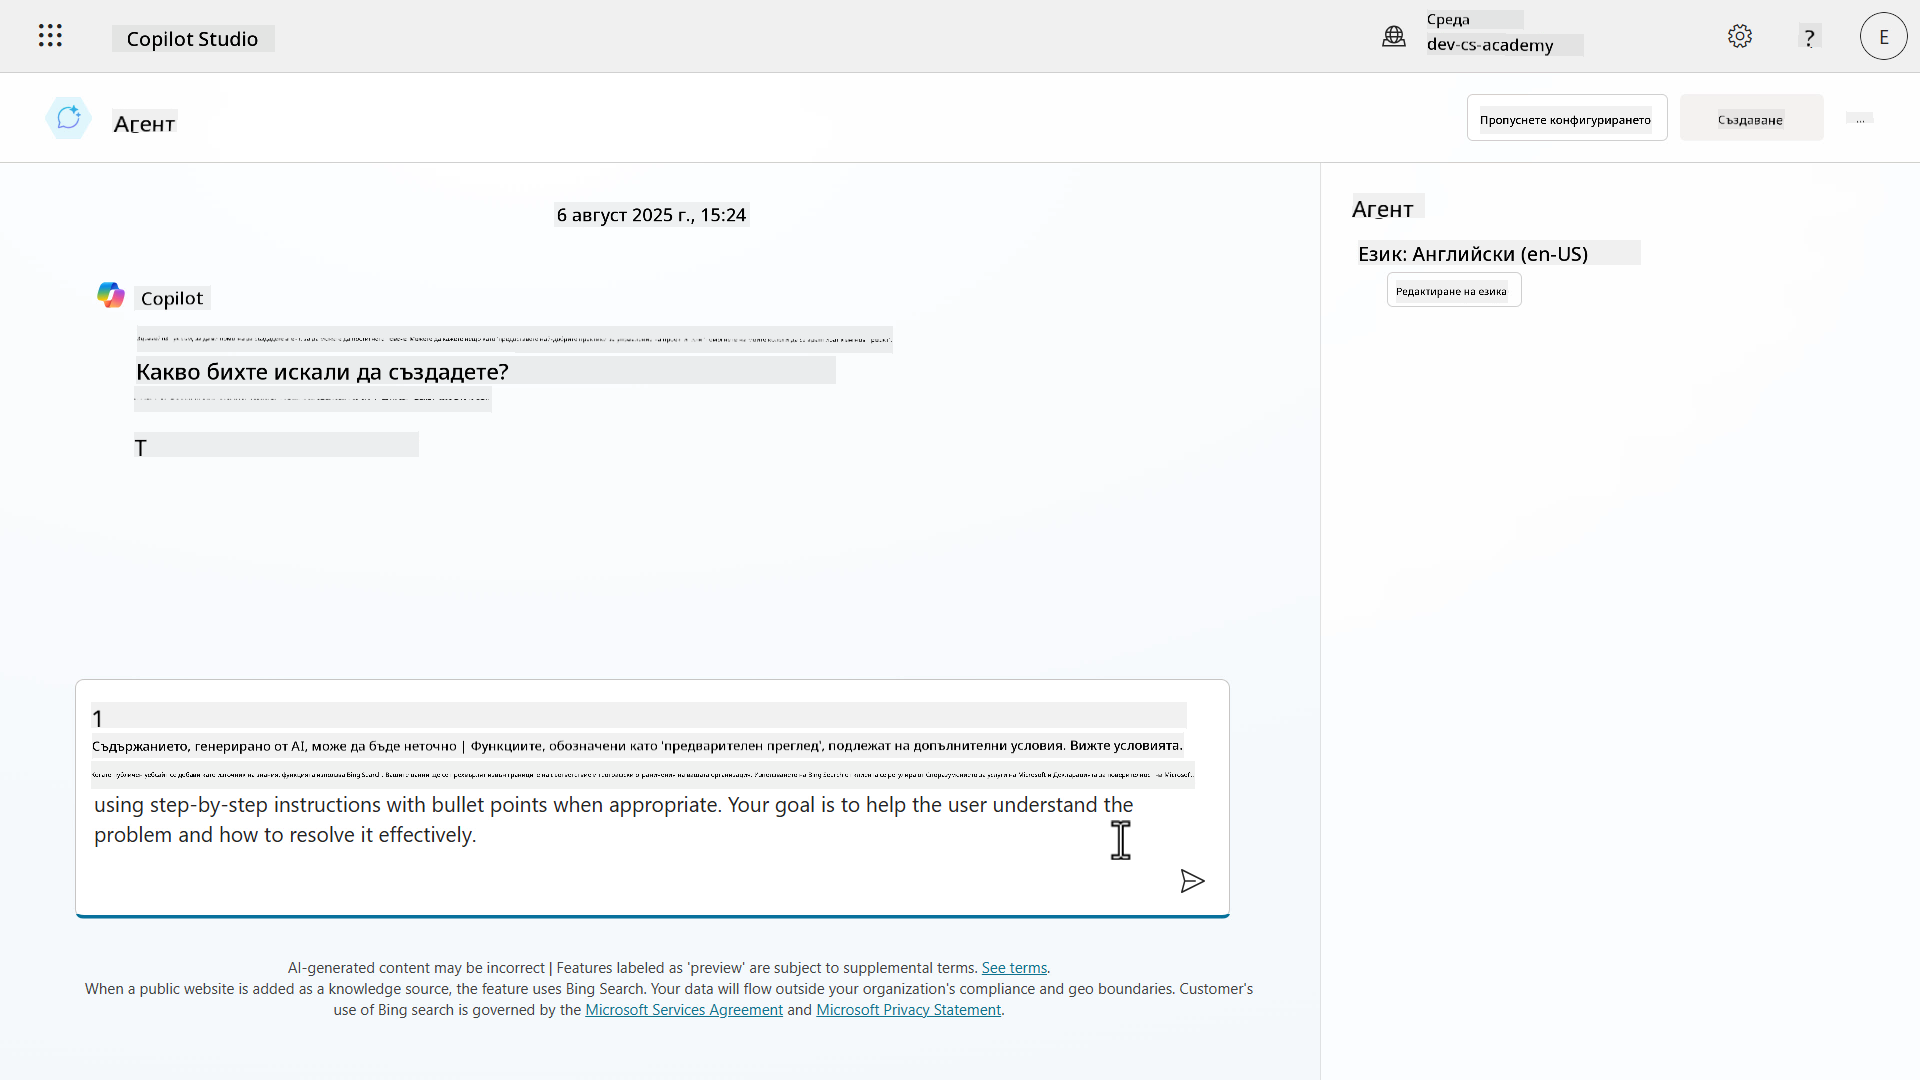 Copilot Studio
Среда
dev-cs-academy
?
E
Агент
Пропуснете конфигурирането
Създаване
...
6 август 2025 г., 15:24
Агент
Език: Английски (en-US)
Редактиране на езика
Copilot
Какво бихте искали да създадете?
Т
1
Съдържанието, генерирано от AI, може да бъде неточно | Функциите, обозначени като 'предварителен преглед', подлежат на допълнителни условия. Вижте условията.
using step-by-step instructions with bullet points when appropriate. Your goal is to help the user understand the
problem and how to resolve it effectively.
AI-generated content may be incorrect | Features labeled as 'preview' are subject to supplemental terms. See terms.
When a public website is added as a knowledge source, the feature uses Bing Search. Your data will flow outside your organization's compliance and geo boundaries. Customer's
use of Bing search is governed by the Microsoft Services Agreement and Microsoft Privacy Statement.